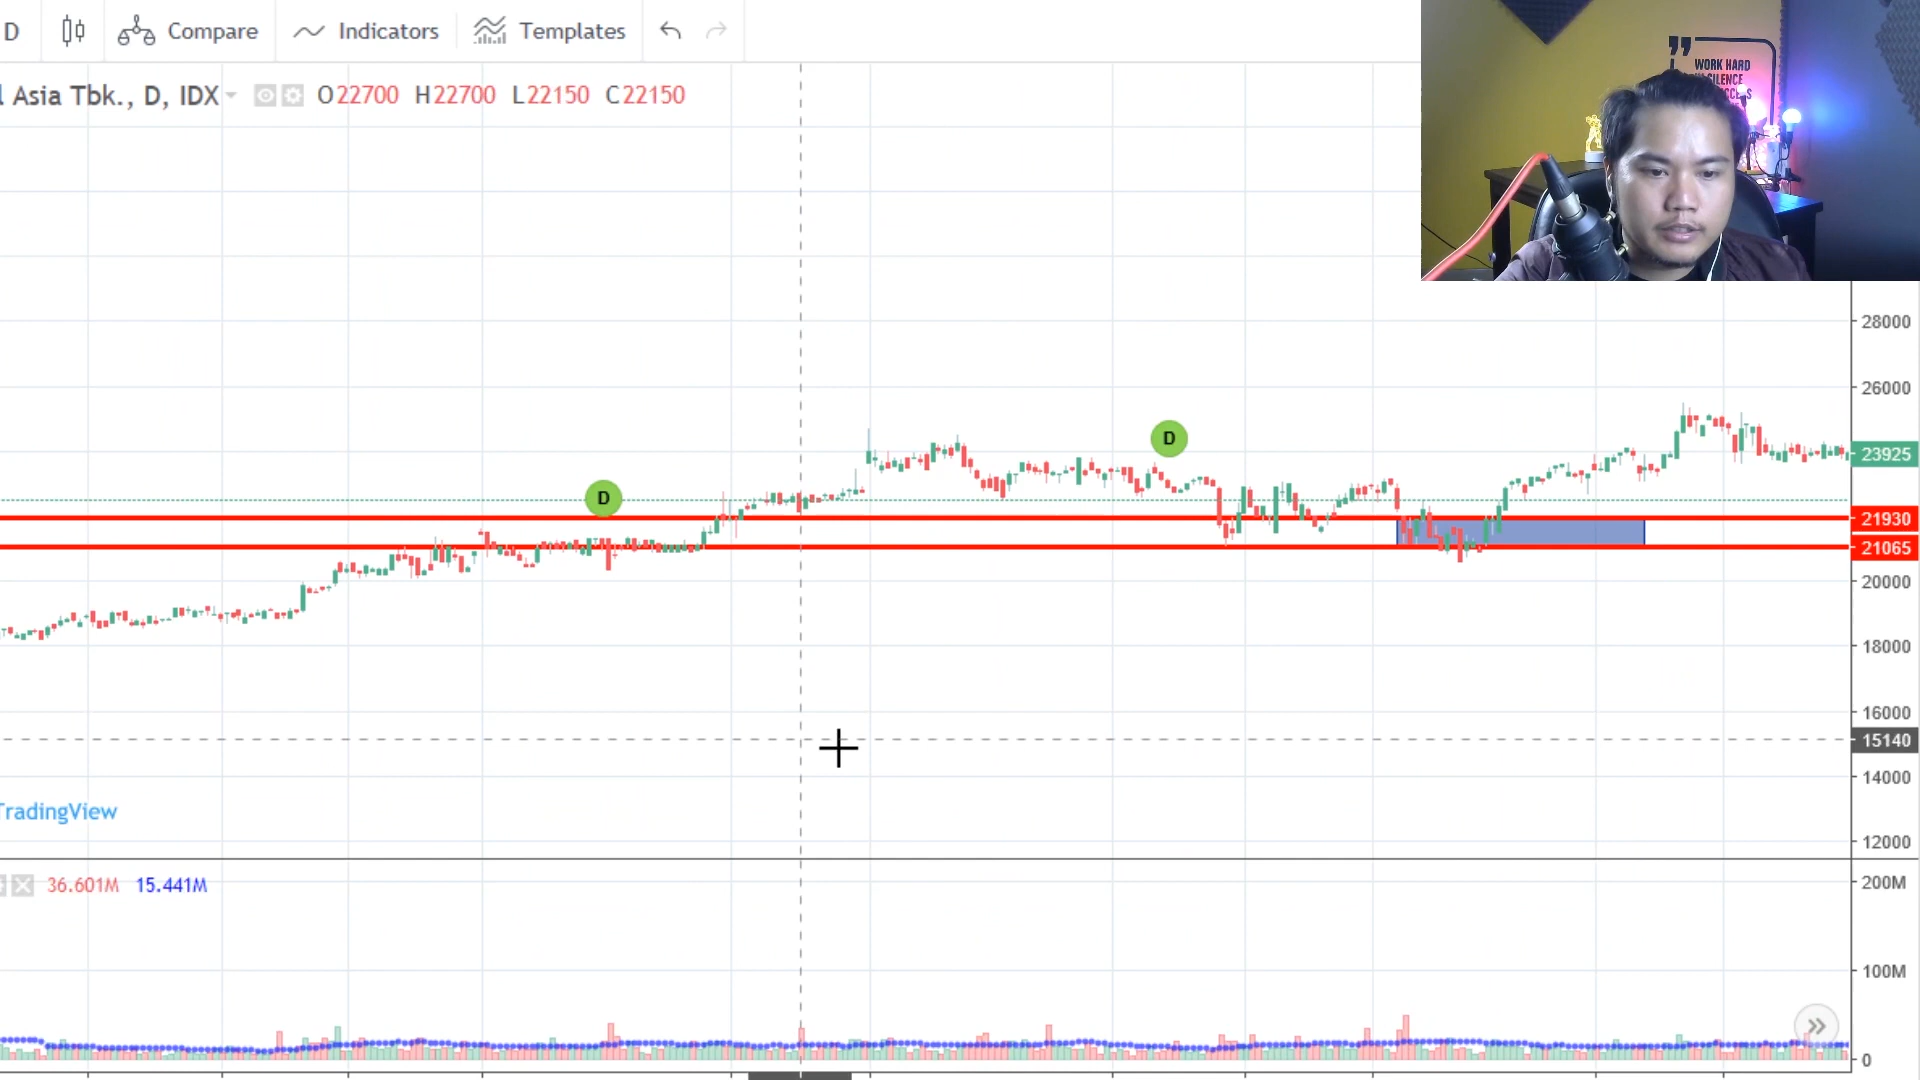 D Compare Indicators Templates
l Asia Tbk., D, IDX O22700 H22700 L22150 C22150
WORK HARD
SILENCE
28000
26000
D
23925
D
21930
21065
20000
18000
16000
15140
14000
TradingView
12000
36.601M 15.441M
200M
100M
0